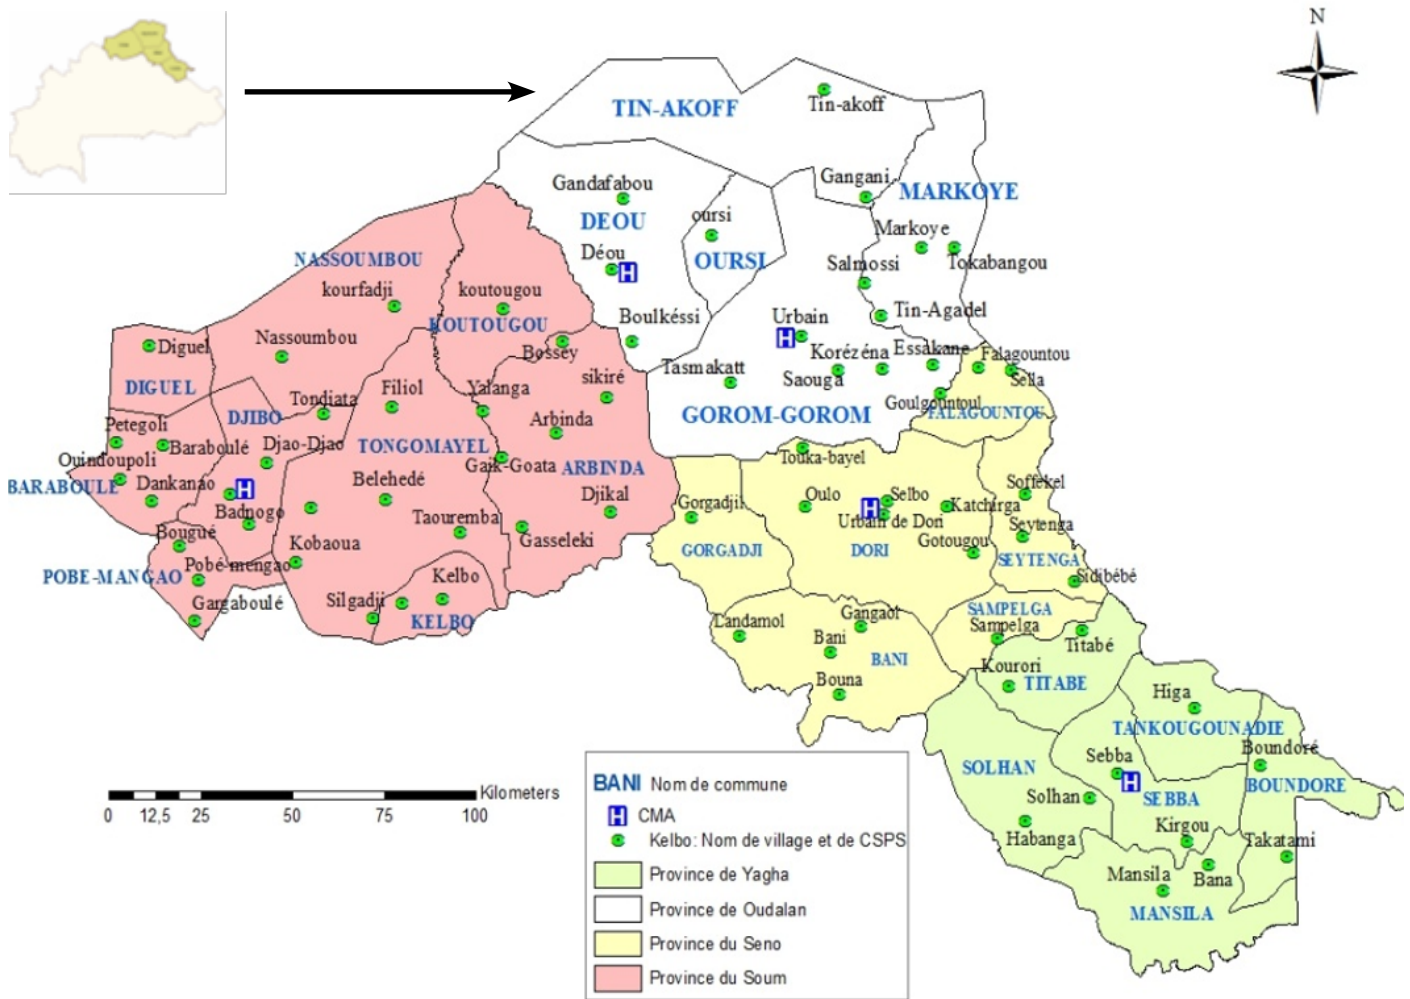 N
TIN-AKOFF
Tin-akoff
Gangani
MARKOYE
Gandafabou
DEOU
oursi
OURSI
Déou
Markoye
Tokabangou
Salmossi
Tin-Agadel
Boulkéssi
Urbain
Korézéna
Essakane
Tasmakatt
Saouga
GOROM-GOROM
Goulgountoul
Falagountou
Sella
FALAGOUNTOU
NASSOUMBOU
kourfadji
koutougou
KOUTOUGOU
Nassoumbou
Bossey
Diguel
DIGUEL
DJIBO
Tondiata
Filiol
Yalanga
sikiré
Petegoli
Baraboulé
Djao-Djao
TONGOMAYEL
Arbinda
Ouindoupoli
Gaik-Goata
ARBINDA
BARABOULE
Dankanao
Belehedé
Djikal
Badnogo
Taouremba
Gasseleki
Bougué
Kobaoua
POBE-MANGAO
Pobé-mengao
Kelbo
Gargaboulé
Silgadji
KELBO
Touka-bayel
Gorgadjil
Oulo
Selbo
Katchirga
Soffékel
Urbain de Dori
Seytenga
GORGADJI
DORI
Gotougou
SEYTENGA
Sidibébé
SAMPELGA
Landamol
Gangaol
Sampelga
Bani
BANI
Bouna
Titabé
Kourori
TITABE
Higa
TANKOUGOUNADIE
Boundoré
Sebba
SOLHAN
SEBBA
BOUNDORE
Solhan
Habanga
Kirgou
Takatami
Mansila
Bana
MANSILA
Kilometers
0 12,5 25 50 75 100
BANI Nom de commune
H CMA
Kelbo: Nom de village et de CSPS
Province de Yagha
Province de Oudalan
Province du Seno
Province du Soum